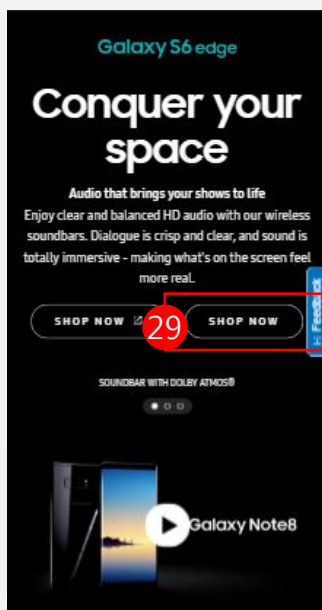 Galaxy S6 edge
Conquer your
space
Audio that brings your shows to life
Enjoy clear and balanced HD audio with our wireless
soundbars. Dialogue is crisp and clear, and sound is
totally immersive - making what's on the screen feel
more real.
SHOP NOW
29
SHOP NOW
Feedback
SOUNDBAR WITH DOLBY ATMOS®
Galaxy Note8